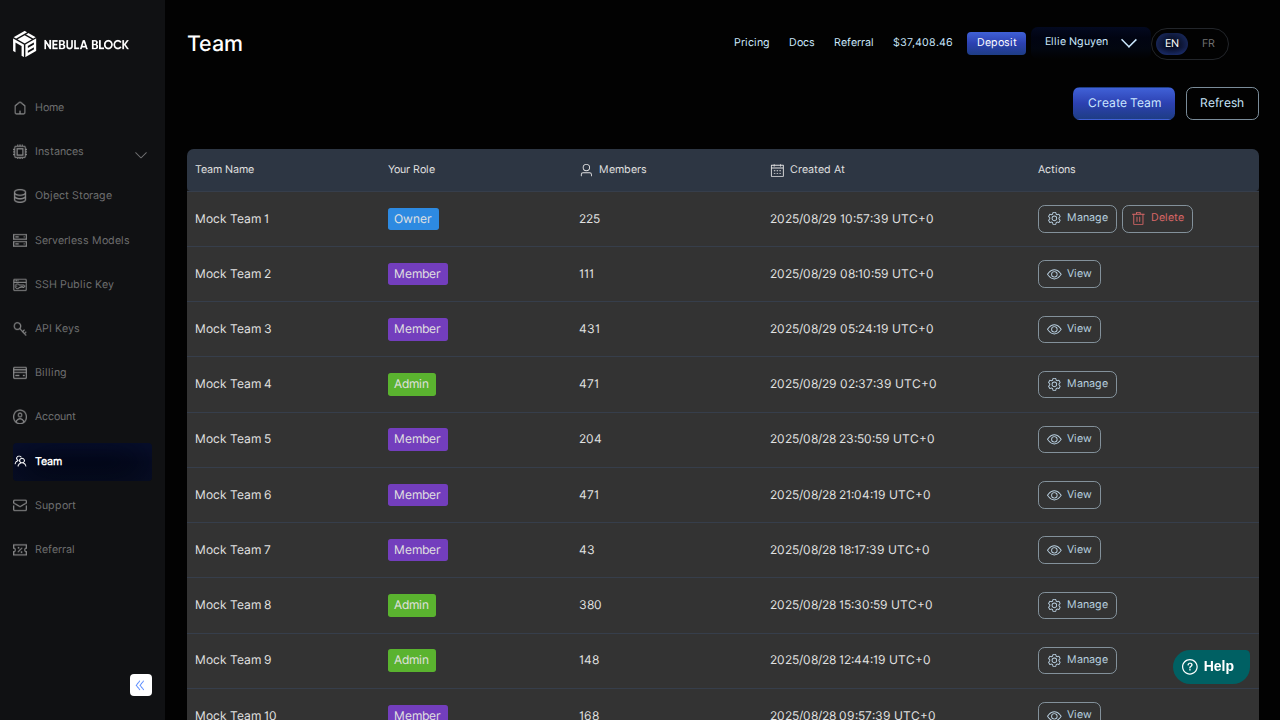 NEBULA BLOCK
Team
Pricing Docs Referral $37,408.46 Deposit Ellie Nguyen EN FR
Create Team Refresh
Home
Instances
Object Storage
Serverless Models
SSH Public Key
API Keys
Billing
Account
Team
Support
Referral
Team Name Your Role Members Created At Actions
Mock Team 1 Owner 225 2025/08/29 10:57:39 UTC+0 Manage Delete
Mock Team 2 Member 111 2025/08/29 08:10:59 UTC+0 View
Mock Team 3 Member 431 2025/08/29 05:24:19 UTC+0 View
Mock Team 4 Admin 471 2025/08/29 02:37:39 UTC+0 Manage
Mock Team 5 Member 204 2025/08/28 23:50:59 UTC+0 View
Mock Team 6 Member 471 2025/08/28 21:04:19 UTC+0 View
Mock Team 7 Member 43 2025/08/28 18:17:39 UTC+0 View
Mock Team 8 Admin 380 2025/08/28 15:30:59 UTC+0 Manage
Mock Team 9 Admin 148 2025/08/28 12:44:19 UTC+0 Manage
Mock Team 10 Member 168 2025/08/28 09:57:39 UTC+0 View
Help